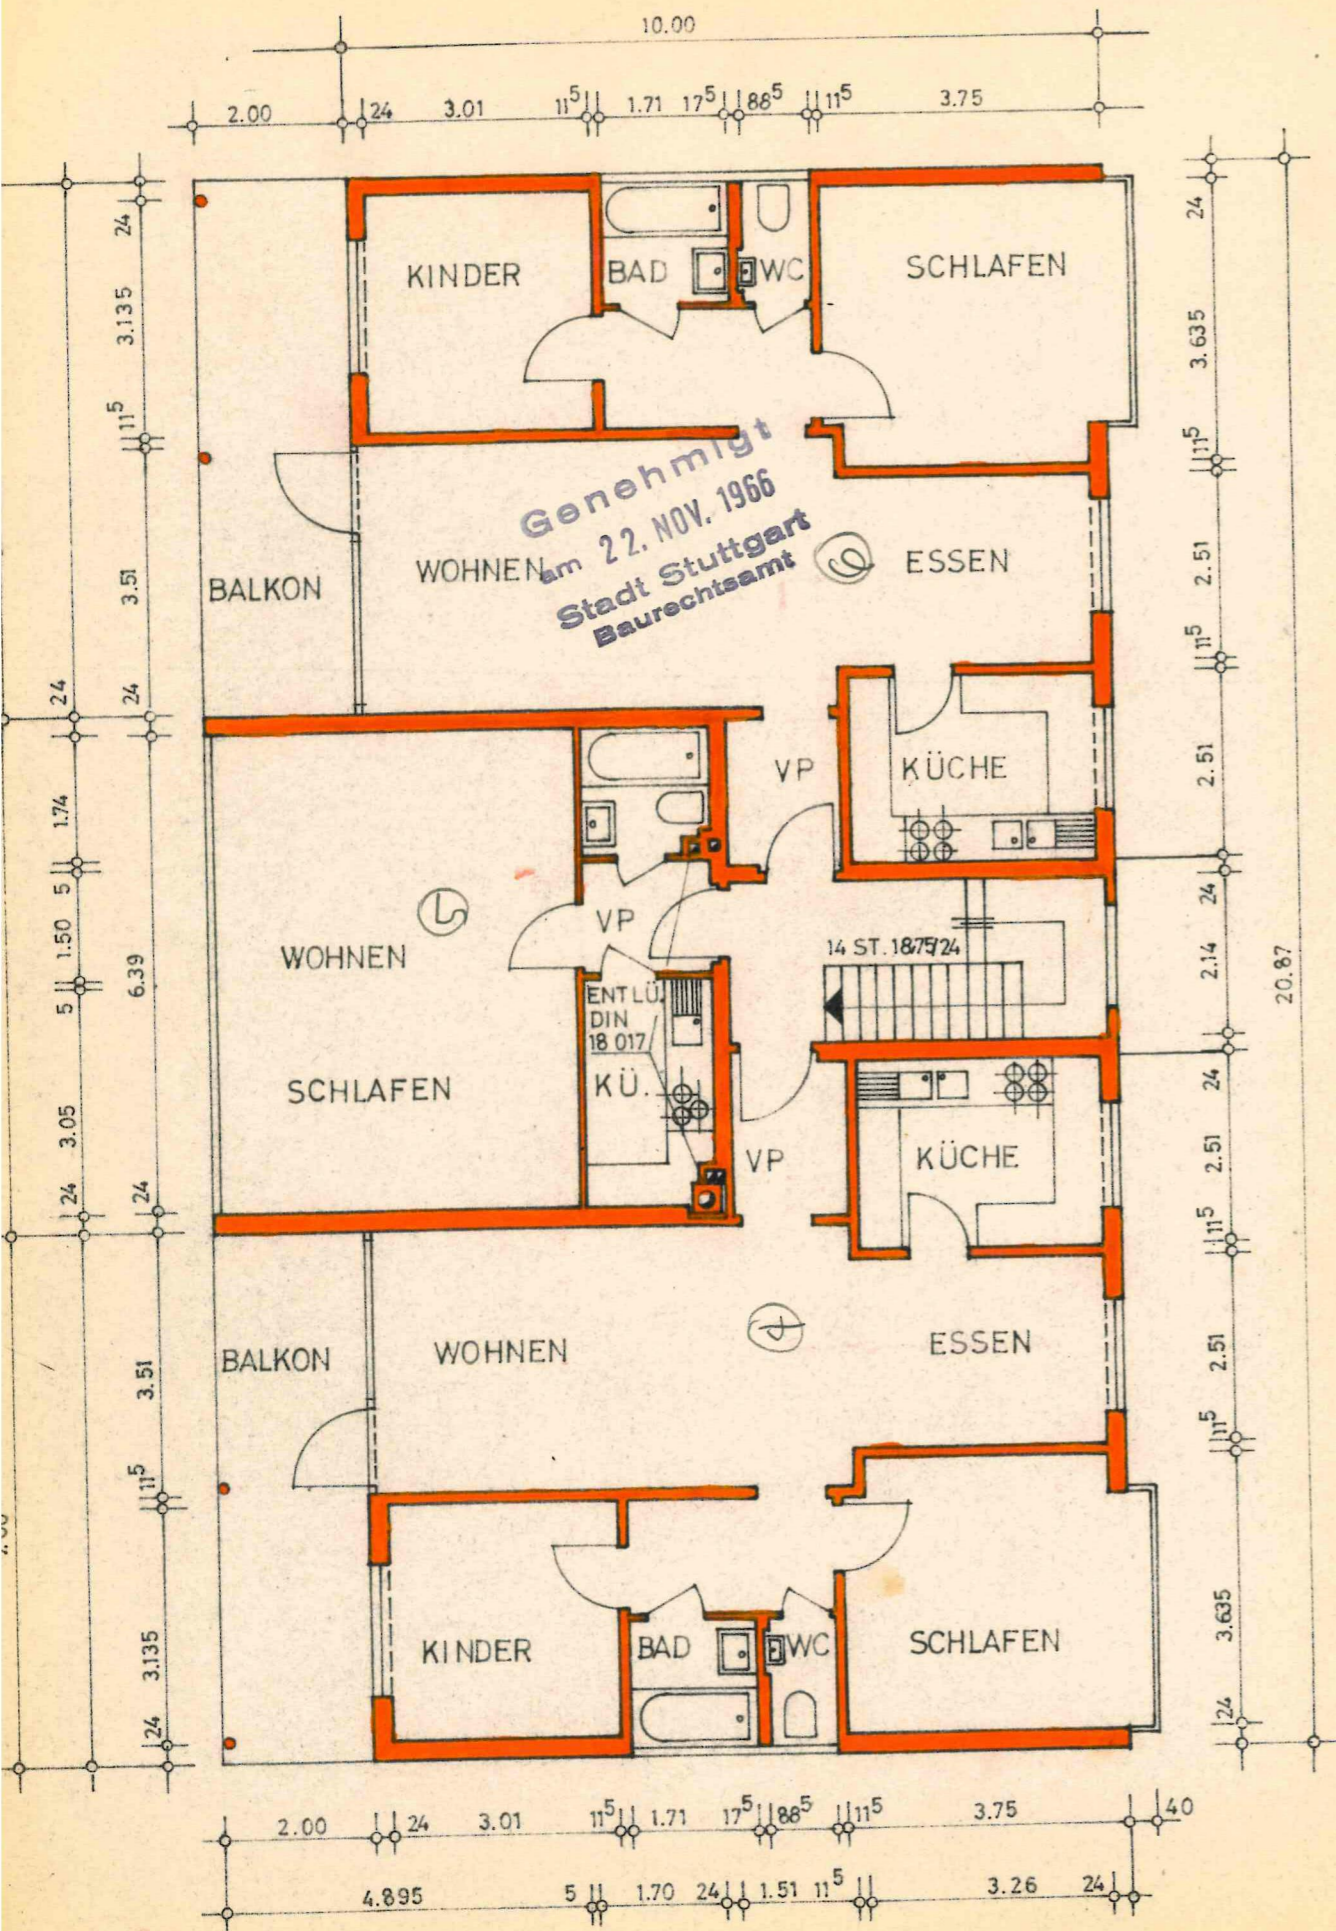 10.00
2.00 24 3.01 11⁵ 1.71 17⁵ 88⁵ 11⁵ 3.75
24
3.135
11⁵
3.51
24
6.39
24
3.51
11⁵
3.135
24
24
1.74
5
1.50
5
3.05
24
KINDER
BAD
WC
SCHLAFEN
Genehmigt
am 22. NOV. 1966
Stadt Stuttgart
Baurechtsamt
BALKON
WOHNEN
6
ESSEN
VP
KÜCHE
WOHNEN
5
VP
14 ST. 18.75/24
SCHLAFEN
ENTLÜ.
DIN
18 017
KÜ.
VP
KÜCHE
BALKON
WOHNEN
4
ESSEN
KINDER
BAD
WC
SCHLAFEN
24
3.635
11⁵
2.51
11⁵
2.51
24
2.14
24
2.51
11⁵
2.51
11⁵
3.635
24
20.87
2.00 24 3.01 11⁵ 1.71 17⁵ 88⁵ 11⁵ 3.75 40
4.895 5 1.70 24 1.51 11⁵ 3.26 24